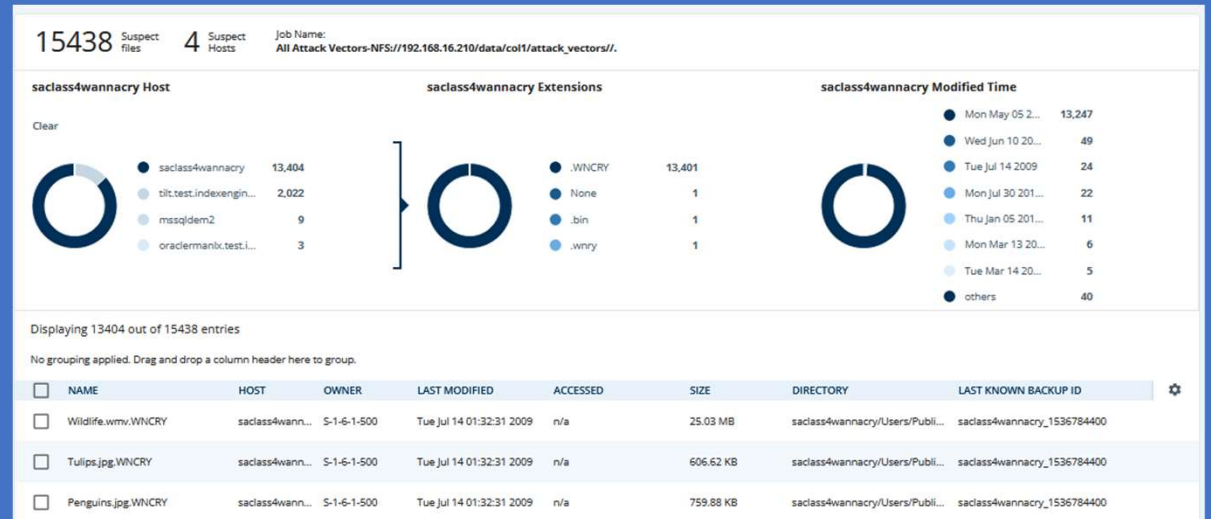 15438 Suspect files 4 Suspect Hosts Job Name:
All Attack Vectors-NFS://192.168.16.210/data/col1/attack_vectors//.
saclass4wannacry Host
Clear
saclass4wannacry 13,404
tilt.test.indexengin... 2,022
mssqldem2 9
oraclermanlx.test.i... 3
saclass4wannacry Extensions
.WNCRY 13,401
None 1
.bin 1
.wnry 1
saclass4wannacry Modified Time
Mon May 05 2... 13,247
Wed Jun 10 20... 49
Tue Jul 14 2009 24
Mon Jul 30 201... 22
Thu Jan 05 201... 11
Mon Mar 13 20... 6
Tue Mar 14 20... 5
others 40
Displaying 13404 out of 15438 entries
No grouping applied. Drag and drop a column header here to group.
NAME HOST OWNER LAST MODIFIED ACCESSED SIZE DIRECTORY LAST KNOWN BACKUP ID
Wildlife.wmv.WNCRY saclass4wann... S-1-6-1-500 Tue Jul 14 01:32:31 2009 n/a 25.03 MB saclass4wannacry/Users/Publi... saclass4wannacry_1536784400
Tulips.jpg.WNCRY saclass4wann... S-1-6-1-500 Tue Jul 14 01:32:31 2009 n/a 606.62 KB saclass4wannacry/Users/Publi... saclass4wannacry_1536784400
Penguins.jpg.WNCRY saclass4wann... S-1-6-1-500 Tue Jul 14 01:32:31 2009 n/a 759.88 KB saclass4wannacry/Users/Publi... saclass4wannacry_1536784400